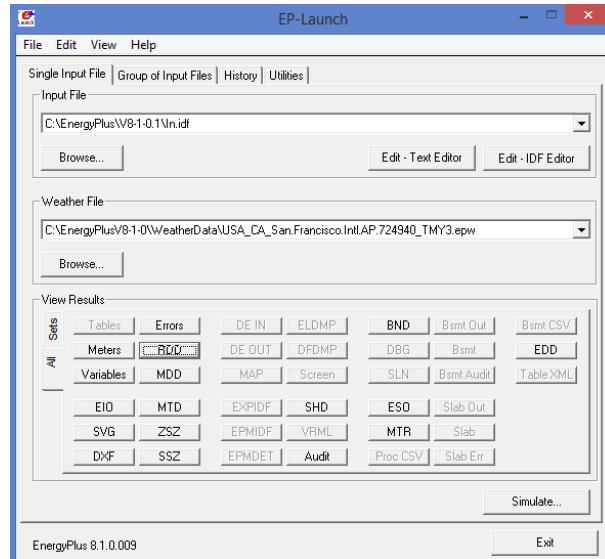 EP-Launch
File Edit View Help
Single Input File Group of Input Files History Utilities
Input File
C:\EnergyPlus\V8-1-0.1\In.idf
Browse... Edit - Text Editor Edit - IDF Editor
Weather File
C:\EnergyPlusV8-1-0\WeatherData\USA_CA_San.Francisco.Intl.AP.724940_TMY3.epw
Browse...
View Results
Sets Tables Errors DE IN ELDMP BND Bsmt Out Bsmt CSV
All Meters RDD DE OUT DFDMP DBG Bsmt EDD
Variables MDD MAP Screen SLN Bsmt Audit Table XML
EIO MTD EXPIDF SHD ESO Slab Out
SVG ZSZ EPMIDF VRML MTR Slab
DXF SSZ EPMDET Audit Proc CSV Slab Err
Simulate...
EnergyPlus 8.1.0.009 Exit